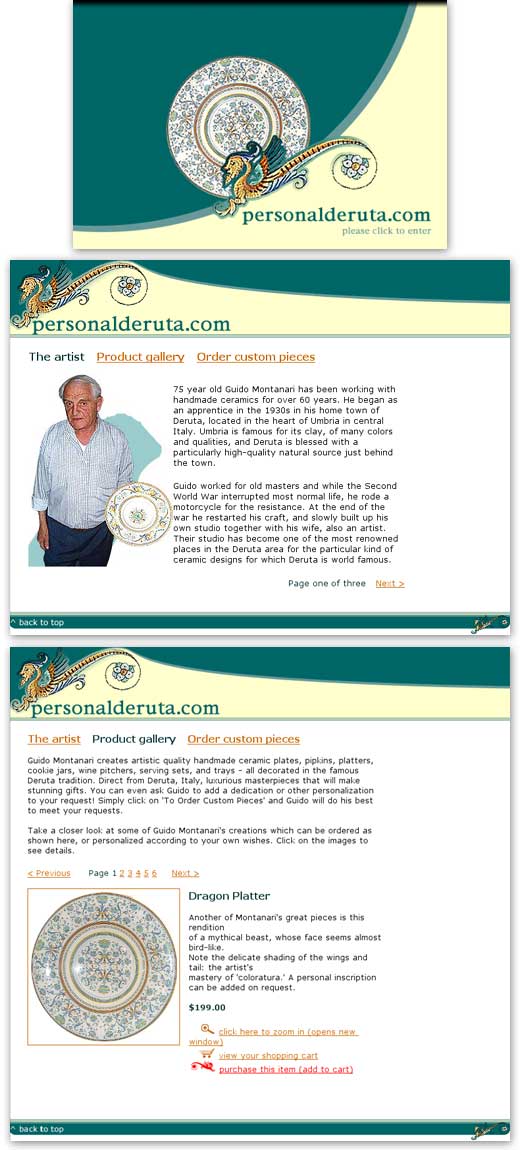 personalderuta.com
please click to enter
personalderuta.com
The artist Product gallery Order custom pieces
75 year old Guido Montanari has been working with
handmade ceramics for over 60 years. He began as
an apprentice in the 1930s in his home town of
Deruta, located in the heart of Umbria in central
Italy. Umbria is famous for its clay, of many colors
and qualities, and Deruta is blessed with a
particularly high-quality natural source just behind
the town.
Guido worked for old masters and while the Second
World War interrupted most normal life, he rode a
motorcycle for the resistance. At the end of the
war he restarted his craft, and slowly built up his
own studio together with his wife, also an artist.
Their studio has become one of the most renowned
places in the Deruta area for the particular kind of
ceramic designs for which Deruta is world famous.
Page one of three Next >
^ back to top
personalderuta.com
The artist Product gallery Order custom pieces
Guido Montanari creates artistic quality handmade ceramic plates, pipkins, platters,
cookie jars, wine pitchers, serving sets, and trays - all decorated in the famous
Deruta tradition. Direct from Deruta, Italy, luxurious masterpieces that will make
stunning gifts. You can even ask Guido to add a dedication or other personalization
to your request! Simply click on 'To Order Custom Pieces' and Guido will do his best
to meet your requests.
Take a closer look at some of Guido Montanari's creations which can be ordered as
shown here, or personalized according to your own wishes. Click on the images to
see details.
< Previous Page 1 2 3 4 5 6 Next >
Dragon Platter
Another of Montanari's great pieces is this
rendition
of a mythical beast, whose face seems almost
bird-like.
Note the delicate shading of the wings and
tail: the artist's
mastery of 'coloratura.' A personal inscription
can be added on request.
$199.00
click here to zoom in (opens new
window)
view your shopping cart
purchase this item (add to cart)
^ back to top